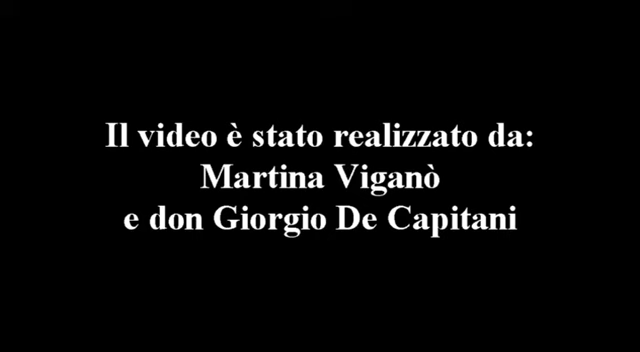 Il video è stato realizzato da:
Martina Viganò
e don Giorgio De Capitani